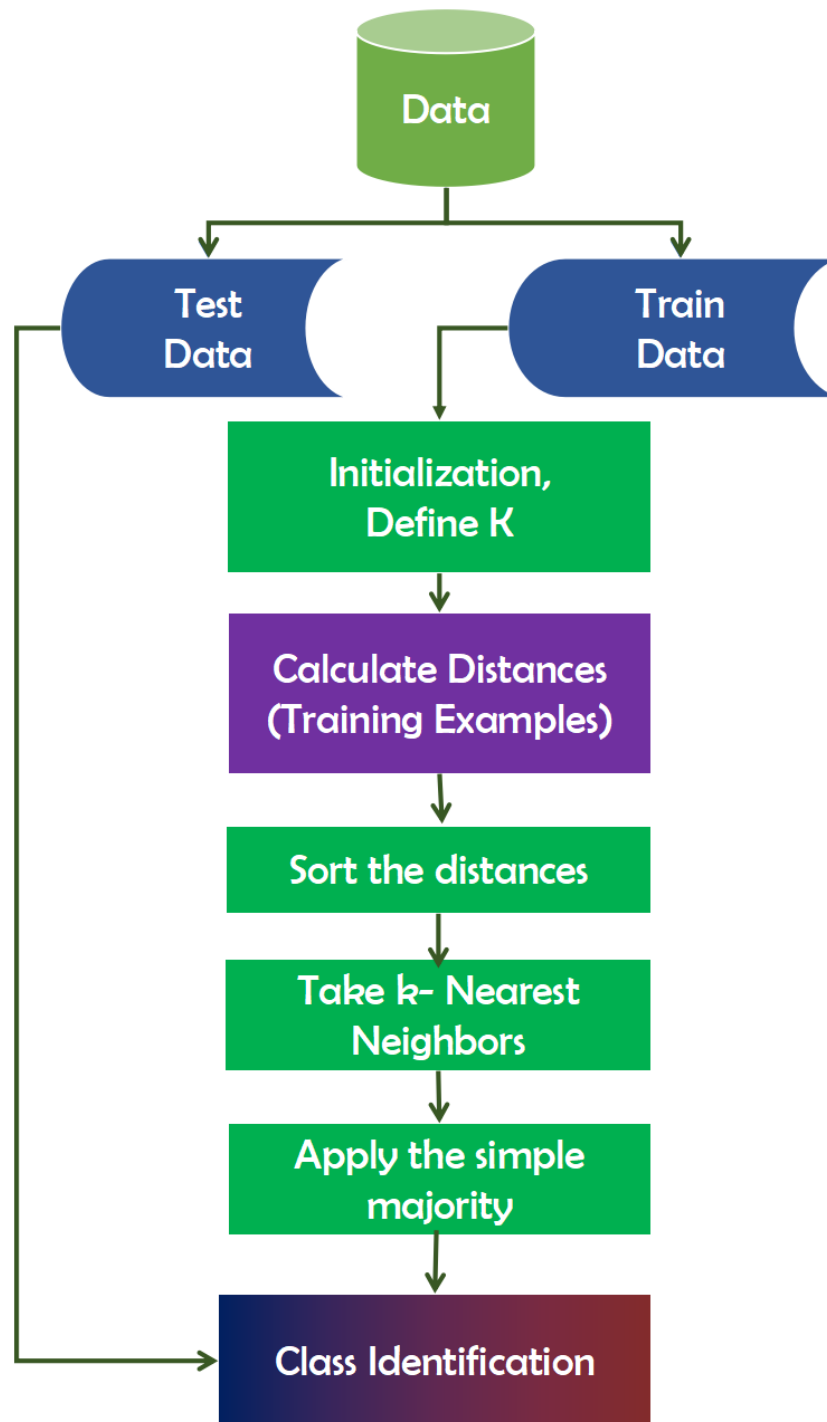 Data
Test
Data
Train
Data
Initialization,
Define K
Calculate Distances
(Training Examples)
Sort the distances
Take k- Nearest
Neighbors
Apply the simple
majority
Class Identification